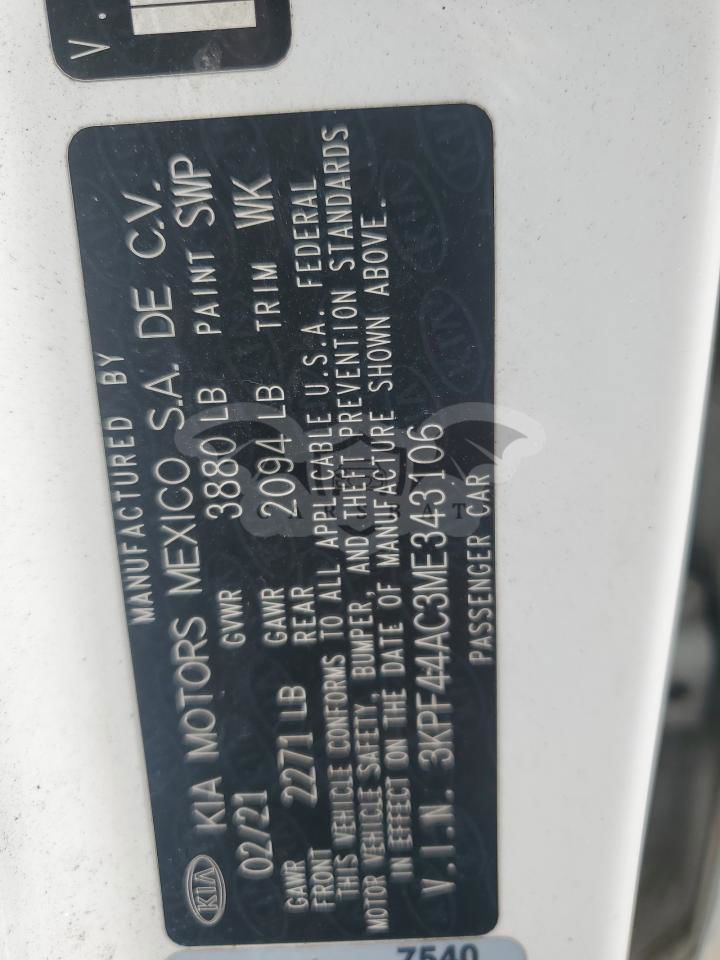 V.
MANUFACTURED BY
KIA KIA MOTORS MEXICO S.A. DE C.V.
02/21 GVWR 3880 LB PAINT SWP
GAWR FRONT 2271 LB GAWR REAR 2094 LB TRIM WK
THIS VEHICLE CONFORMS TO ALL APPLICABLE U.S.A. FEDERAL
MOTOR VEHICLE SAFETY, BUMPER, AND THEFT PREVENTION STANDARDS
IN EFFECT ON THE DATE OF MANUFACTURE SHOWN ABOVE.
V.I.N. 3KPF44AC3ME343106
PASSENGER CAR
7540